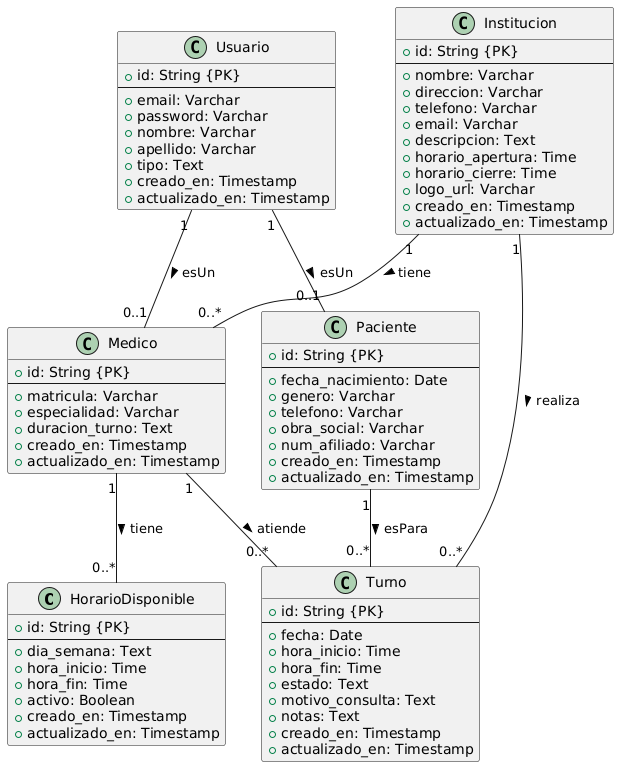 Usuario
id: String {PK}
email: Varchar
password: Varchar
nombre: Varchar
apellido: Varchar
tipo: Text
creado_en: Timestamp
actualizado_en: Timestamp
Institucion
id: String {PK}
nombre: Varchar
direccion: Varchar
telefono: Varchar
email: Varchar
descripcion: Text
horario_apertura: Time
horario_cierre: Time
logo_url: Varchar
creado_en: Timestamp
actualizado_en: Timestamp
1
1
1
1
esUn
esUn
tiene
0..1
0..*
0..1
Medico
id: String {PK}
matricula: Varchar
especialidad: Varchar
duracion_turno: Text
creado_en: Timestamp
actualizado_en: Timestamp
Paciente
id: String {PK}
fecha_nacimiento: Date
genero: Varchar
telefono: Varchar
obra_social: Varchar
num_afiliado: Varchar
creado_en: Timestamp
actualizado_en: Timestamp
realiza
1
1
1
tiene
atiende
esPara
0..*
0..*
0..*
0..*
HorarioDisponible
id: String {PK}
dia_semana: Text
hora_inicio: Time
hora_fin: Time
activo: Boolean
creado_en: Timestamp
actualizado_en: Timestamp
Turno
id: String {PK}
fecha: Date
hora_inicio: Time
hora_fin: Time
estado: Text
motivo_consulta: Text
notas: Text
creado_en: Timestamp
actualizado_en: Timestamp